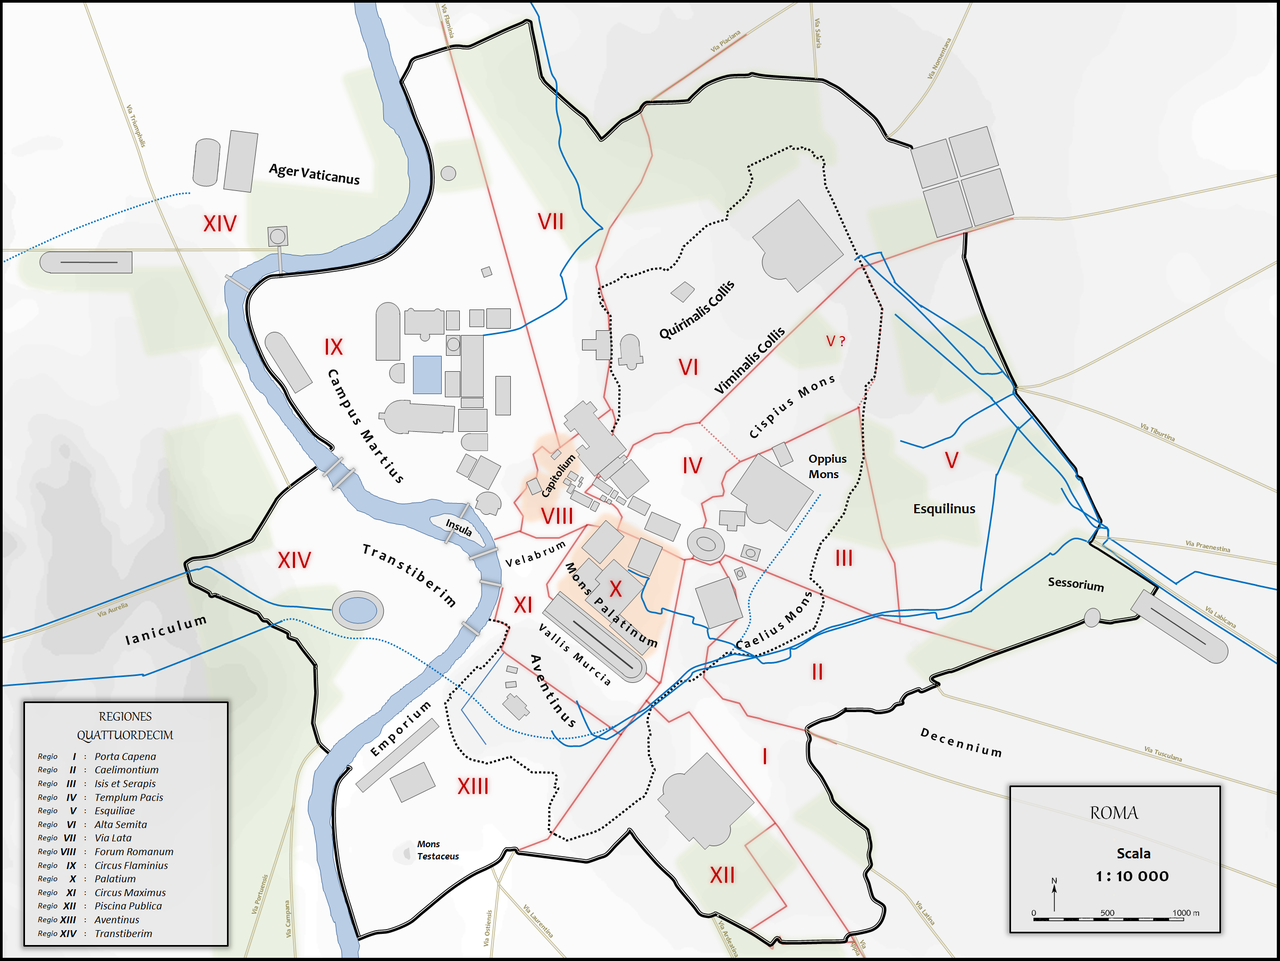 Via Flaminia
Via Pinciana
Via Salaria
Via Nomentana
Via Triumphalis
Ager Vaticanus
XIV
VII
IX
Campus Martius
Quirinalis Collis
VI
Viminalis Collis
V ?
Cispius Mons
Via Tiburtina
Capitolium
IV
Oppius
Mons
V
Esquilinus
VIII
Insula
Velabrum
XIV
Transtiberim
III
Via Praenestina
Sessorium
Via Labicana
Via Aurelia
Ianiculum
XI
X
Mons Palatinum
Vallis Murcia
Caelius Mons
II
Aventinus
Emporium
Decennium
Via Tusculana
I
XIII
Mons
Testaceus
XII
Via Portuensis
Via Campana
Via Ostiensis
Via Laurentina
Via Ardeatina
Via Appia
Via Latina
REGIONES
QUATTUORDECIM
Regio I : Porta Capena
Regio II : Caelimontium
Regio III : Isis et Serapis
Regio IV : Templum Pacis
Regio V : Esquiliae
Regio VI : Alta Semita
Regio VII : Via Lata
Regio VIII : Forum Romanum
Regio IX : Circus Flaminius
Regio X : Palatium
Regio XI : Circus Maximus
Regio XII : Piscina Publica
Regio XIII : Aventinus
Regio XIV : Transtiberim
ROMA
Scala
1 : 10 000
N
0 500 1000 m